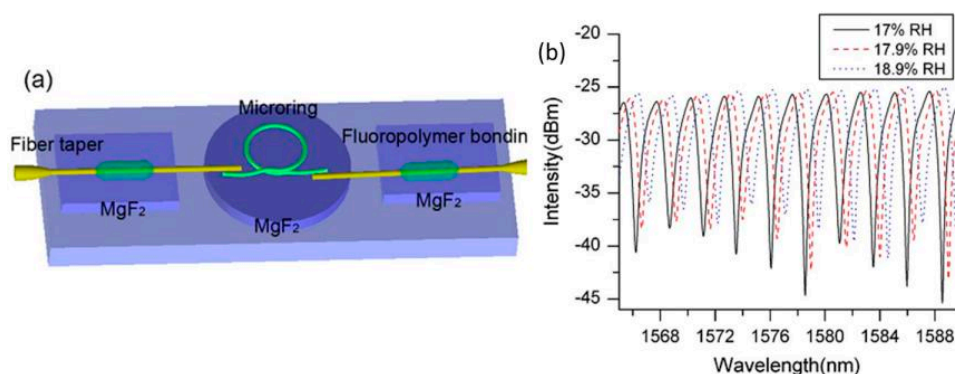 (a)
Microring
Fiber taper
Fluoropolymer bondin
MgF₂
MgF₂
MgF₂
(b)
17% RH
17.9% RH
18.9% RH
Intensity(dBm)
-20
-25
-30
-35
-40
-45
1568 1572 1576 1580 1584 1588
Wavelength(nm)